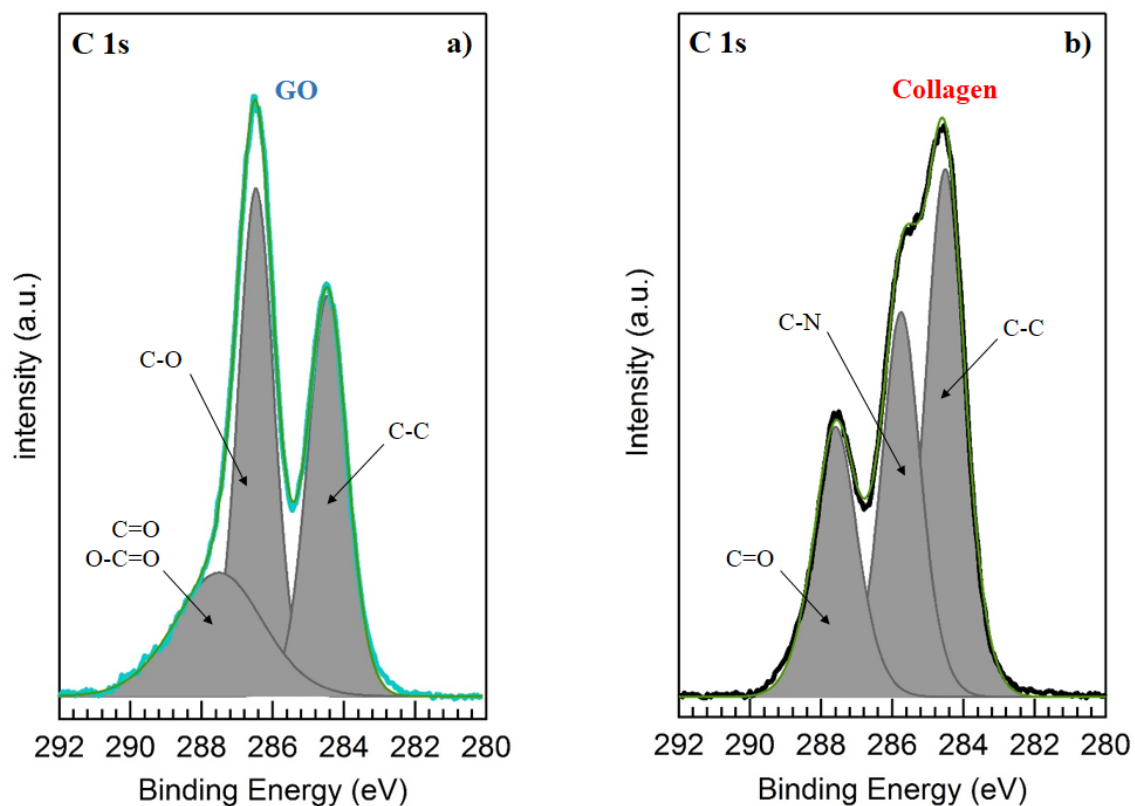 C 1s
a)
GO
C-O
C-C
C=O
O-C=O
intensity (a.u.)
292 290 288 286 284 282 280
Binding Energy (eV)
C 1s
b)
Collagen
C-N
C-C
C=O
Intensity (a.u.)
292 290 288 286 284 282 280
Binding Energy (eV)